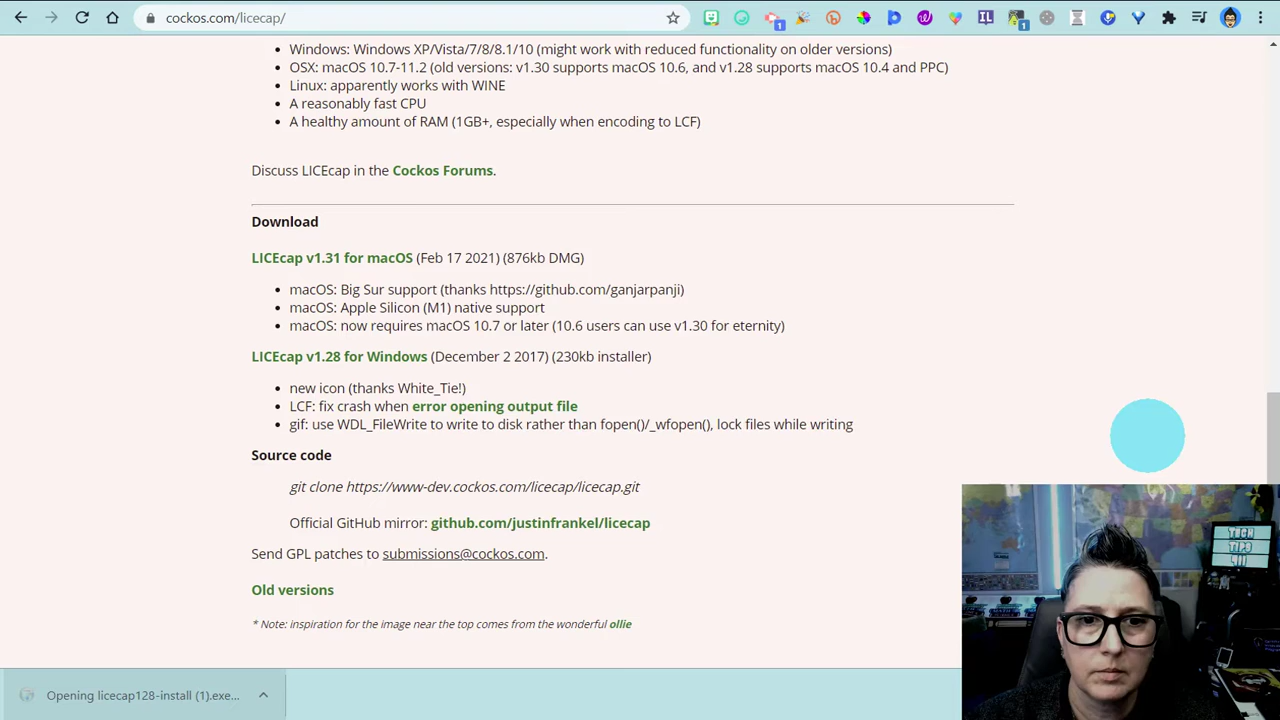 cockos.com/licecap/
Windows: Windows XP/Vista/7/8/8.1/10 (might work with reduced functionality on older versions)
OSX: macOS 10.7-11.2 (old versions: v1.30 supports macOS 10.6, and v1.28 supports macOS 10.4 and PPC)
Linux: apparently works with WINE
A reasonably fast CPU
A healthy amount of RAM (1GB+, especially when encoding to LCF)
Discuss LICEcap in the Cockos Forums.
Download
LICEcap v1.31 for macOS (Feb 17 2021) (876kb DMG)
macOS: Big Sur support (thanks https://github.com/ganjarpanji)
macOS: Apple Silicon (M1) native support
macOS: now requires macOS 10.7 or later (10.6 users can use v1.30 for eternity)
LICEcap v1.28 for Windows (December 2 2017) (230kb installer)
new icon (thanks White_Tie!)
LCF: fix crash when error opening output file
gif: use WDL_FileWrite to write to disk rather than fopen()/_wfopen(), lock files while writing
Source code
git clone https://www-dev.cockos.com/licecap/licecap.git
Official GitHub mirror: github.com/justinfrankel/licecap
Send GPL patches to submissions@cockos.com.
Old versions
* Note: inspiration for the image near the top comes from the wonderful ollie
Opening licecap128-install (1).exe...